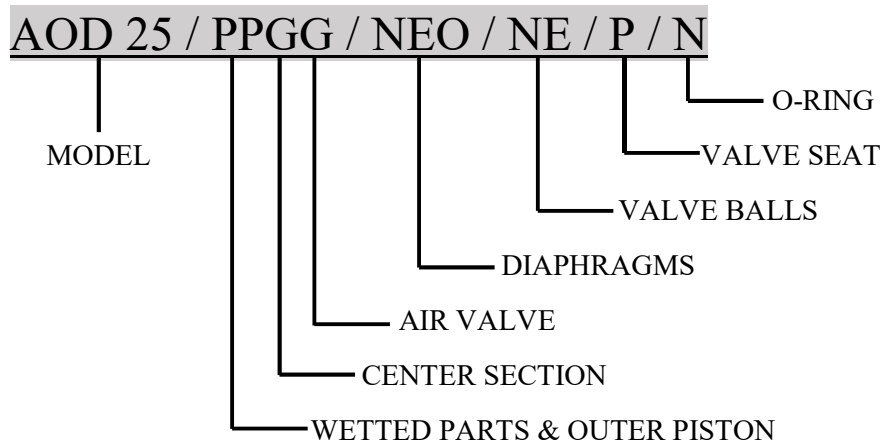 AOD 25 / PPGG / NEO / NE / P / N
O-RING
MODEL
VALVE SEAT
VALVE BALLS
DIAPHRAGMS
AIR VALVE
CENTER SECTION
WETTED PARTS & OUTER PISTON